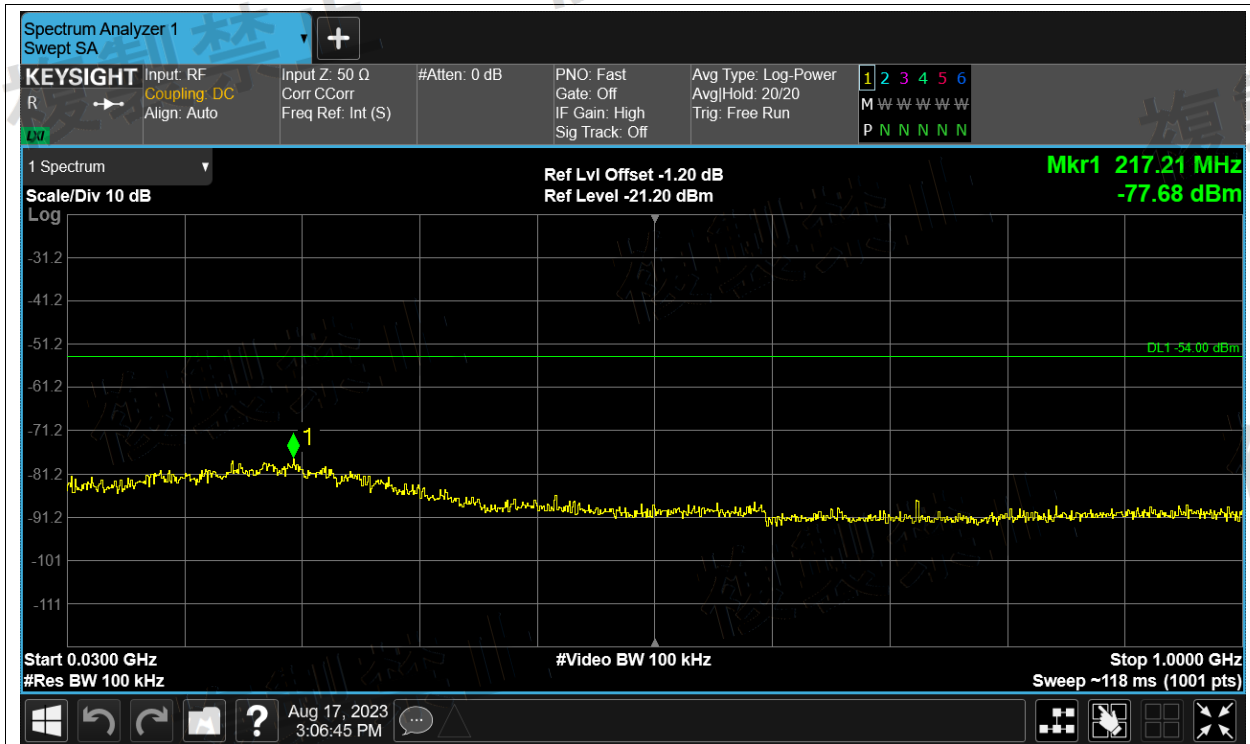 Spectrum Analyzer 1
Swept SA
KEYSIGHT
R
LXI
Input: RF
Coupling: DC
Align: Auto
Input Z: 50 Ω
Corr CCorr
Freq Ref: Int (S)
#Atten: 0 dB
PNO: Fast
Gate: Off
IF Gain: High
Sig Track: Off
Avg Type: Log-Power
Avg|Hold: 20/20
Trig: Free Run
1 2 3 4 5 6
M W W W W W
P N N N N N
1 Spectrum
Scale/Div 10 dB
Log
Ref Lvl Offset -1.20 dB
Ref Level -21.20 dBm
Mkr1 217.21 MHz
-77.68 dBm
-31.2
-41.2
-51.2
DL1 -54.00 dBm
-61.2
-71.2
1
-81.2
-91.2
-101
-111
Start 0.0300 GHz
#Res BW 100 kHz
#Video BW 100 kHz
Stop 1.0000 GHz
Sweep ~118 ms (1001 pts)
?
Aug 17, 2023
3:06:45 PM
複製禁止